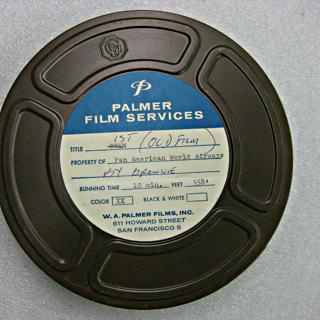 PALMER
FILM SERVICES
TITLE 1ST (OLD FILM)
PROPERTY OF Pan American World Airways
BY BROWNIE
RUNNING TIME 10 min. FEET 358'
COLOR XX BLACK & WHITE
W. A. PALMER FILMS, INC.
611 HOWARD STREET
SAN FRANCISCO 5